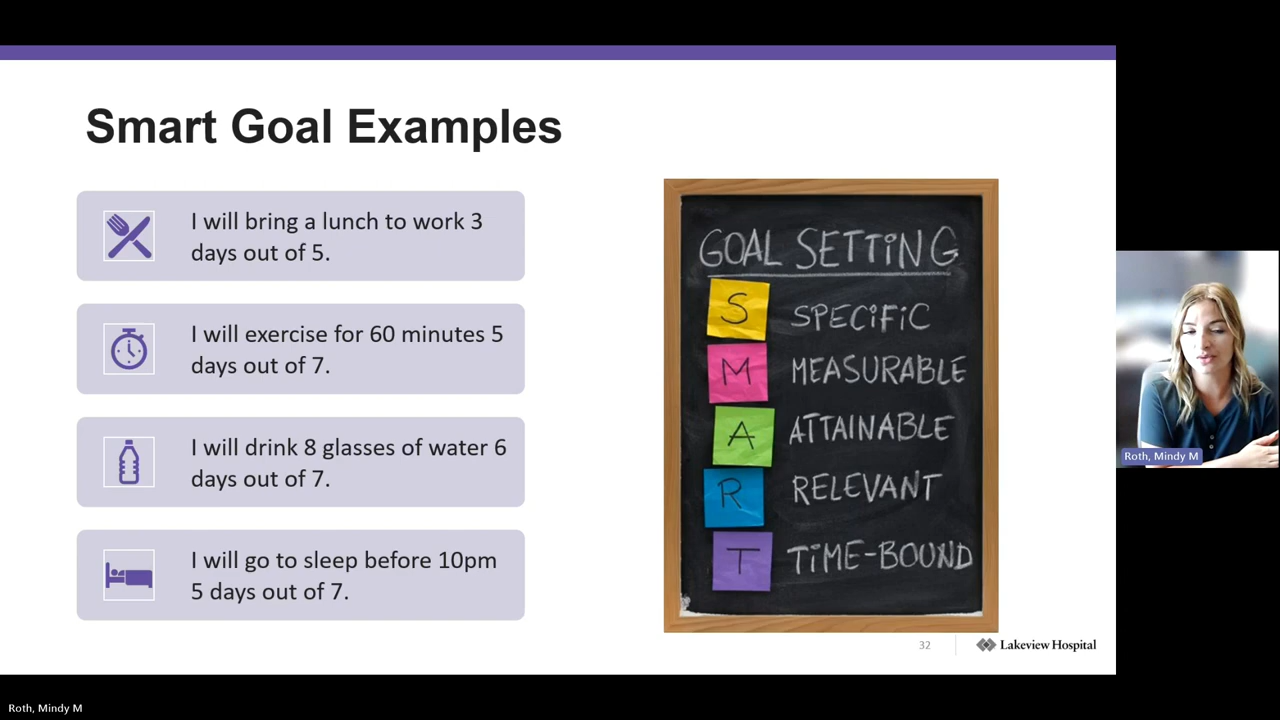 Smart Goal Examples
I will bring a lunch to work 3
days out of 5.
I will exercise for 60 minutes 5
days out of 7.
I will drink 8 glasses of water 6
days out of 7.
I will go to sleep before 10pm
5 days out of 7.
GOAL SETTING
S SPECIFIC
M MEASURABLE
A ATTAINABLE
R RELEVANT
T TIME-BOUND
32
Lakeview Hospital
Roth, Mindy M
Roth, Mindy M